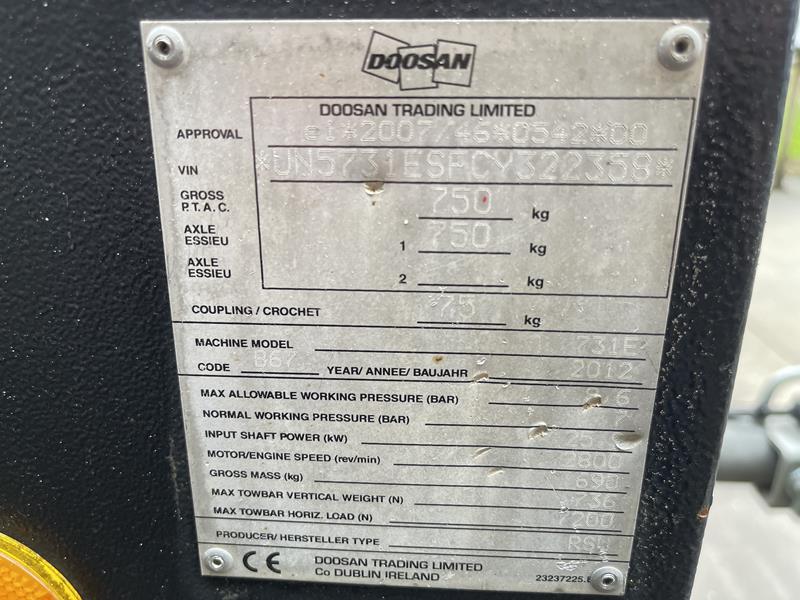 DOOSAN
DOOSAN TRADING LIMITED
APPROVAL e1*2007/46*0542*00
VIN *UN5731ESPCY322358*
GROSS P.T.A.C. 750 kg
AXLE ESSIEU 1 750 kg
AXLE ESSIEU 2 kg
COUPLING / CROCHET 75 kg
MACHINE MODEL 731E
CODE YEAR/ ANNEE/ BAUJAHR 2012
MAX ALLOWABLE WORKING PRESSURE (BAR)
NORMAL WORKING PRESSURE (BAR) 7
INPUT SHAFT POWER (kW)
MOTOR/ENGINE SPEED (rev/min) 2800
GROSS MASS (kg) 690
MAX TOWBAR VERTICAL WEIGHT (N) 736
MAX TOWBAR HORIZ. LOAD (N) 7200
PRODUCER/ HERSTELLER TYPE
CE DOOSAN TRADING LIMITED
Co DUBLIN IRELAND 23237225.